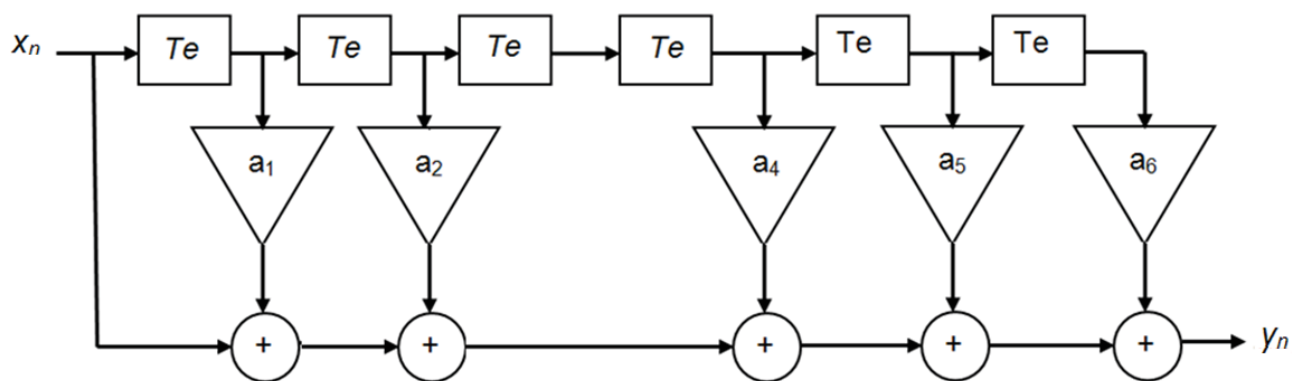 xn Te Te Te Te Te Te
a1 a2 a4 a5 a6
+ + + + + yn